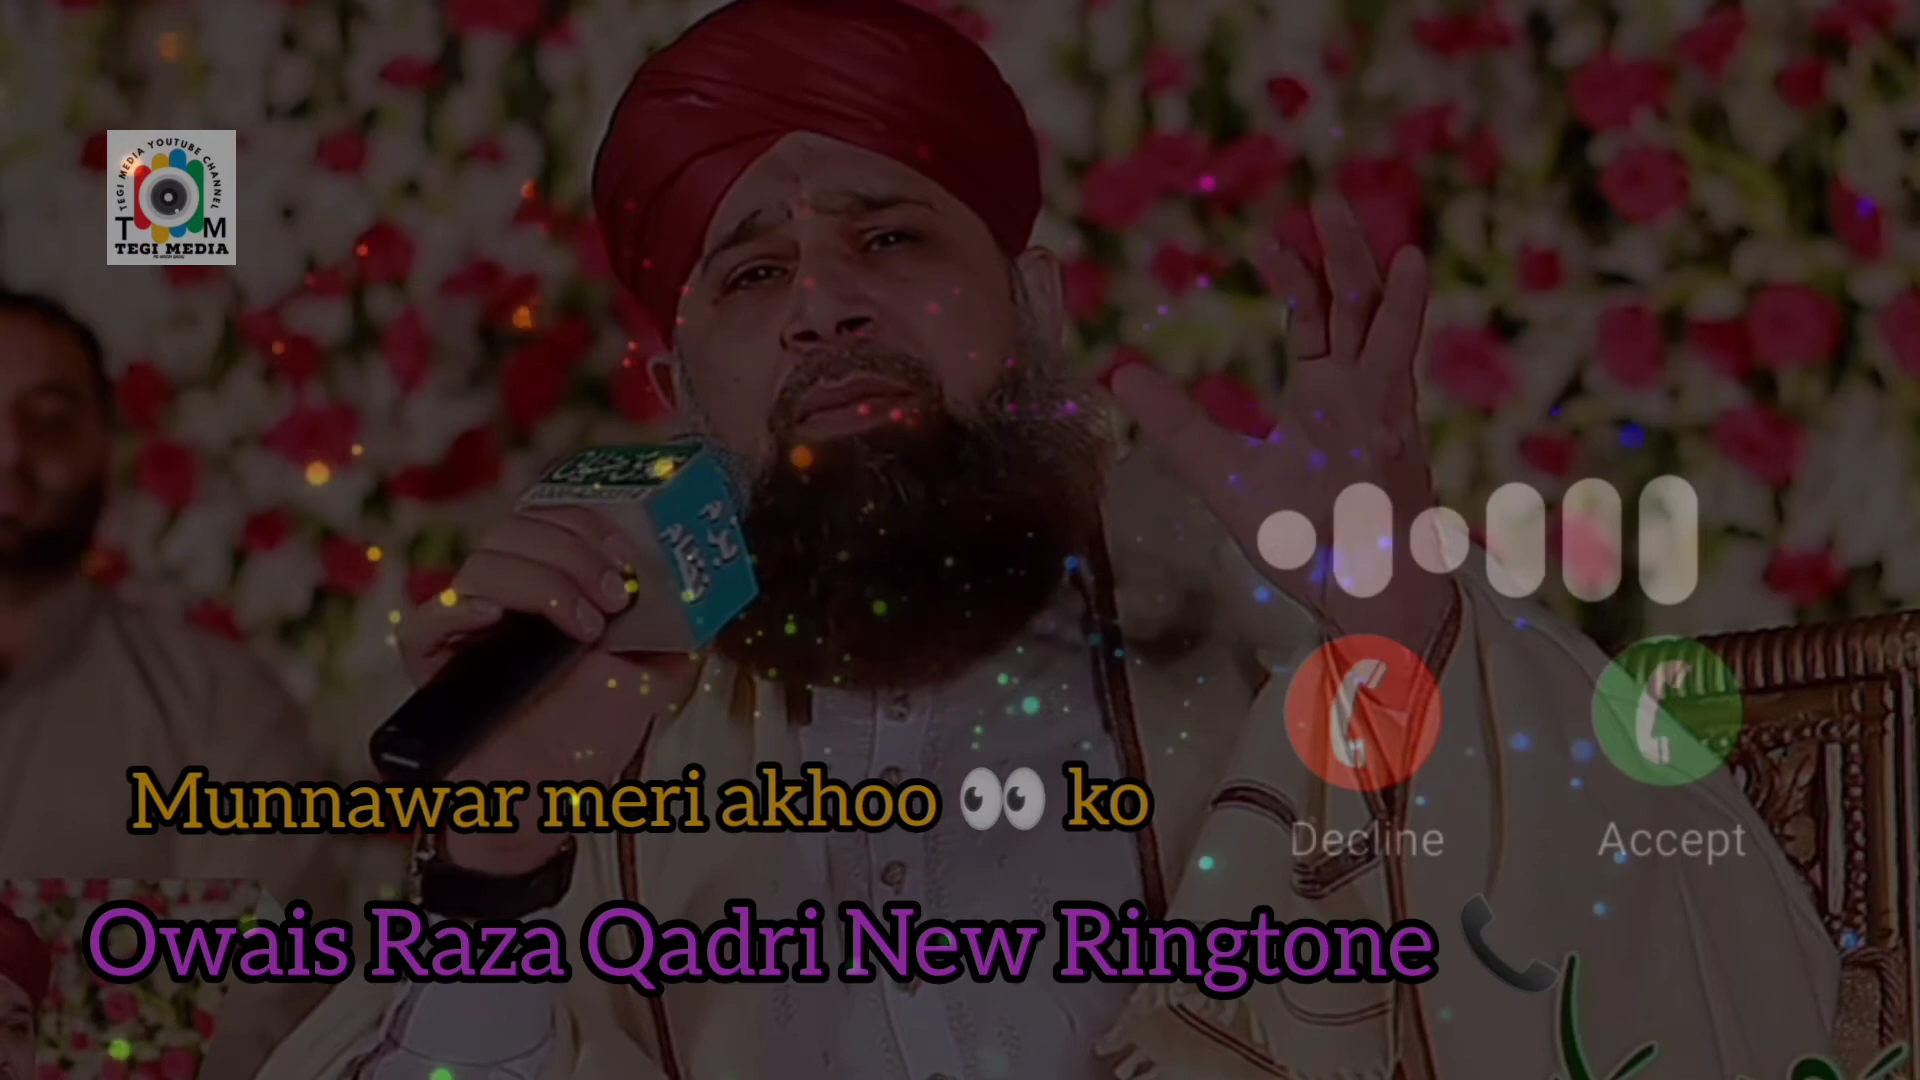 TEGI MEDIA YOUTUBE CHANNEL
T M
TEGI MEDIA
Munnawar meri akhoo 👀 ko
Decline Accept
Owais Raza Qadri New Ringtone 📞